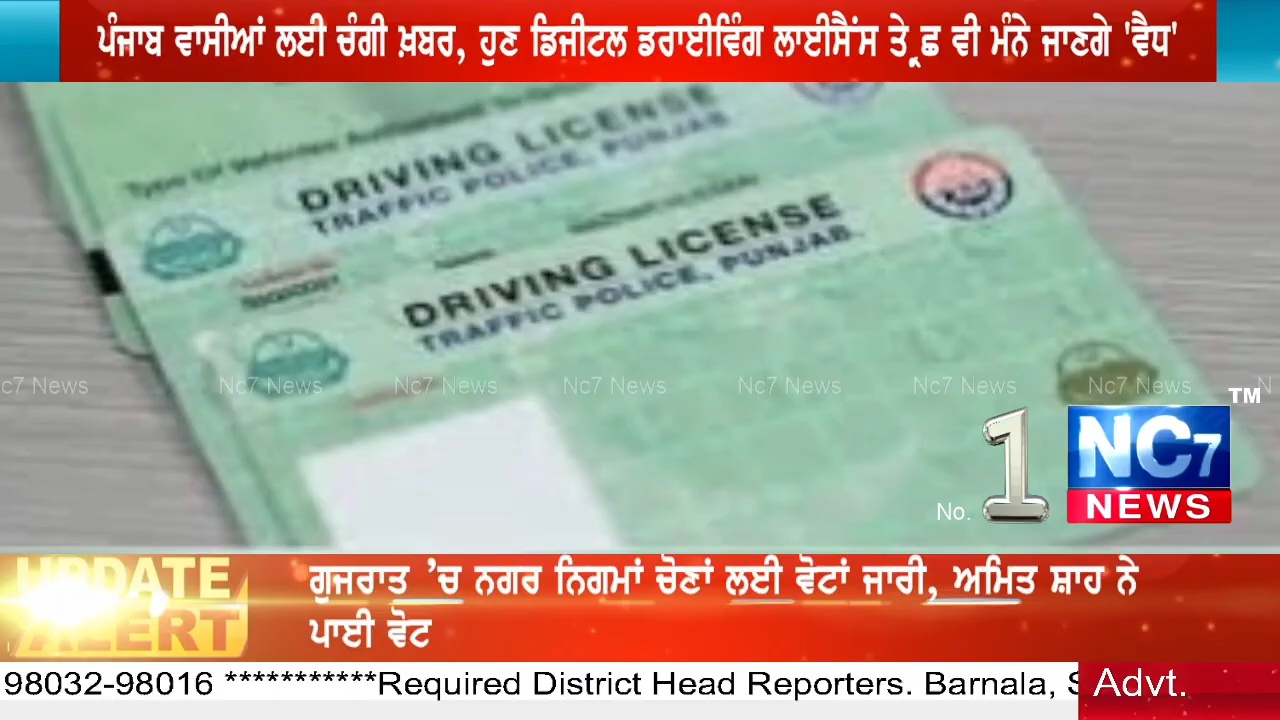 ਪੰਜਾਬ ਵਾਸੀਆਂ ਲਈ ਚੰਗੀ ਖ਼ਬਰ, ਹੁਣ ਡਿਜੀਟਲ ਡਰਾਈਵਿੰਗ ਲਾਈਸੈਂਸ ਤੇ ਵੀ ਮੰਨੇ ਜਾਣਗੇ 'ਵੈਧ'
DRIVING LICENSE
TRAFFIC POLICE, PUNJAB
DRIVING LICENSE
TRAFFIC POLICE, PUNJAB.
c7 News Nc7 News Nc7 News Nc7 News Nc7 News Nc7 News Nc7 News N
No. 1 NC7 TM
NEWS
UPDATE
ALERT
ਗੁਜਰਾਤ ’ਚ ਨਗਰ ਨਿਗਮਾਂ ਚੋਣਾਂ ਲਈ ਵੋਟਾਂ ਜਾਰੀ, ਅਮਿਤ ਸ਼ਾਹ ਨੇ
ਪਾਈ ਵੋਟ
98032-98016 ***********Required District Head Reporters. Barnala, S
Advt.